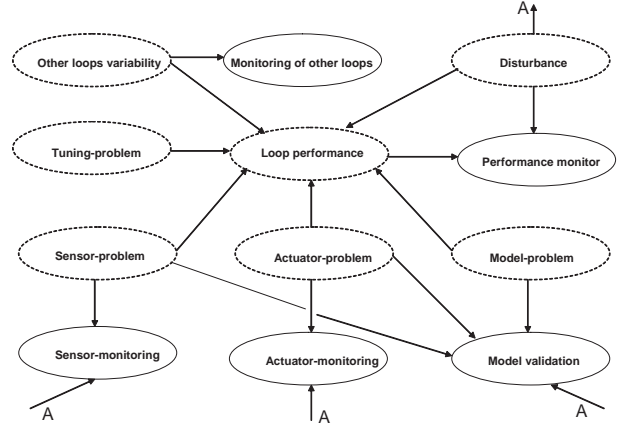 A
Other loops variability
Monitoring of other loops
Disturbance
Tuning-problem
Loop performance
Performance monitor
Sensor-problem
Actuator-problem
Model-problem
Sensor-monitoring
Actuator-monitoring
Model validation
A
A
A